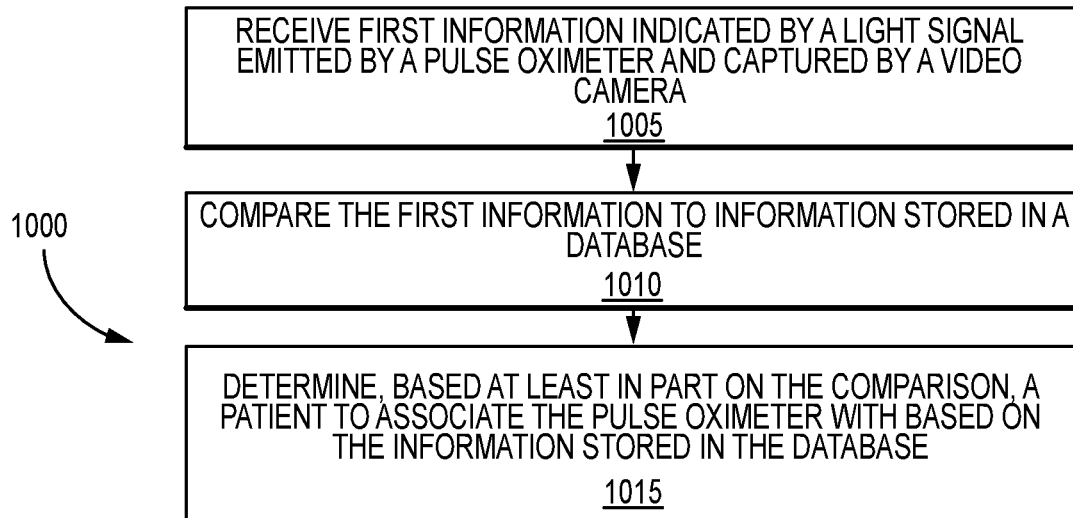 RECEIVE FIRST INFORMATION INDICATED BY A LIGHT SIGNAL
EMITTED BY A PULSE OXIMETER AND CAPTURED BY A VIDEO
CAMERA
1005
1000
COMPARE THE FIRST INFORMATION TO INFORMATION STORED IN A
DATABASE
1010
DETERMINE, BASED AT LEAST IN PART ON THE COMPARISON, A
PATIENT TO ASSOCIATE THE PULSE OXIMETER WITH BASED ON
THE INFORMATION STORED IN THE DATABASE
1015